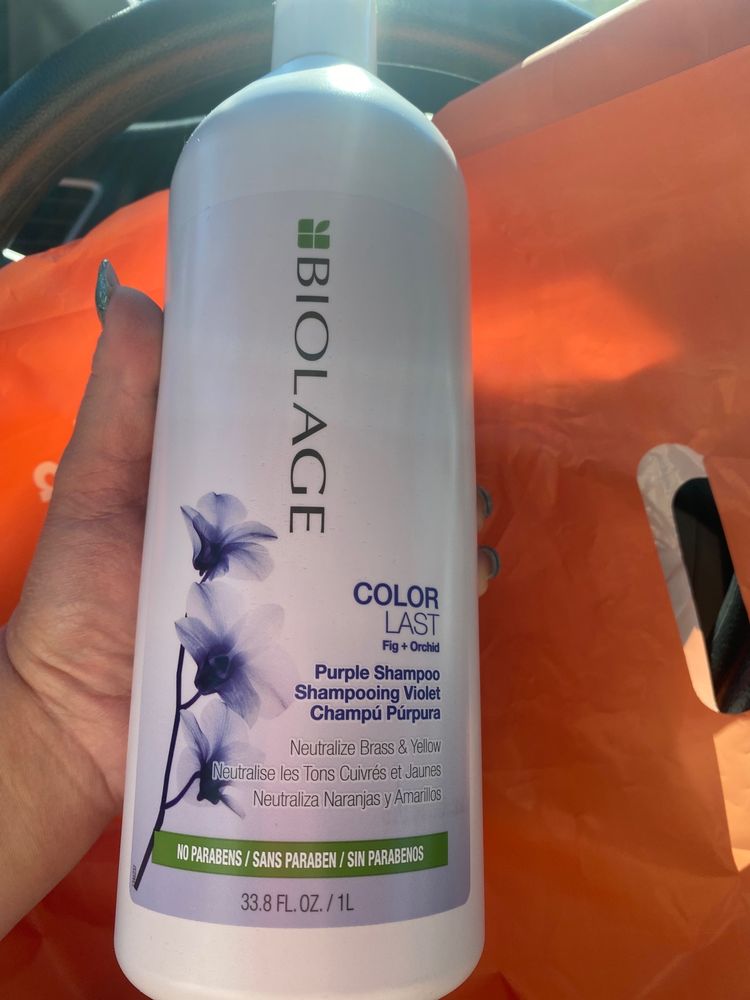 BIOLAGE
COLOR
LAST
Fig + Orchid
Purple Shampoo
Shampooing Violet
Champú Púrpura
Neutralize Brass & Yellow
Neutralise les Tons Cuivrés et Jaunes
Neutraliza Naranjas y Amarillos
NO PARABENS / SANS PARABEN / SIN PARABENOS
33.8 FL. OZ. / 1L